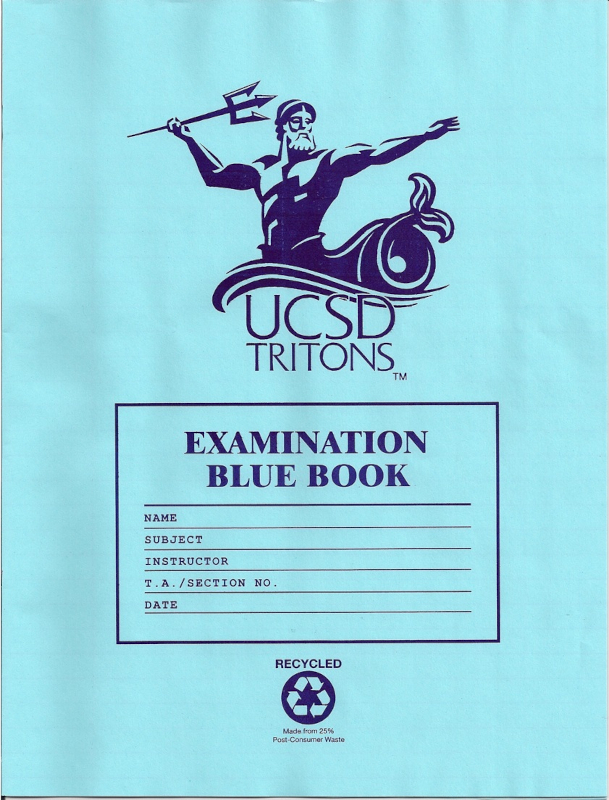 UCSD
TRITONS
TM
EXAMINATION
BLUE BOOK
NAME
SUBJECT
INSTRUCTOR
T.A./SECTION NO.
DATE
RECYCLED
Made from 25%
Post-Consumer Waste